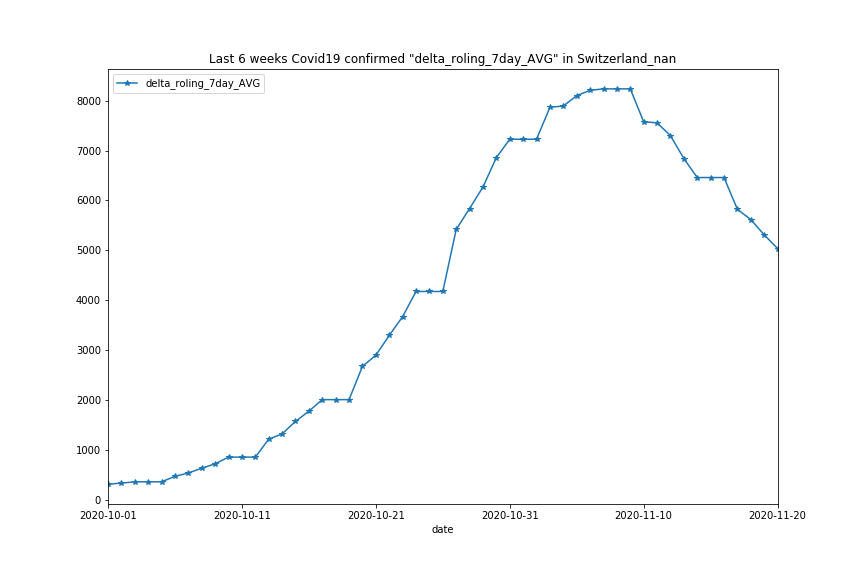 Last 6 weeks Covid19 confirmed "delta_roling_7day_AVG" in Switzerland_nan
delta_roling_7day_AVG
8000
7000
6000
5000
4000
3000
2000
1000
0
2020-10-01 2020-10-11 2020-10-21 2020-10-31 2020-11-10 2020-11-20
date